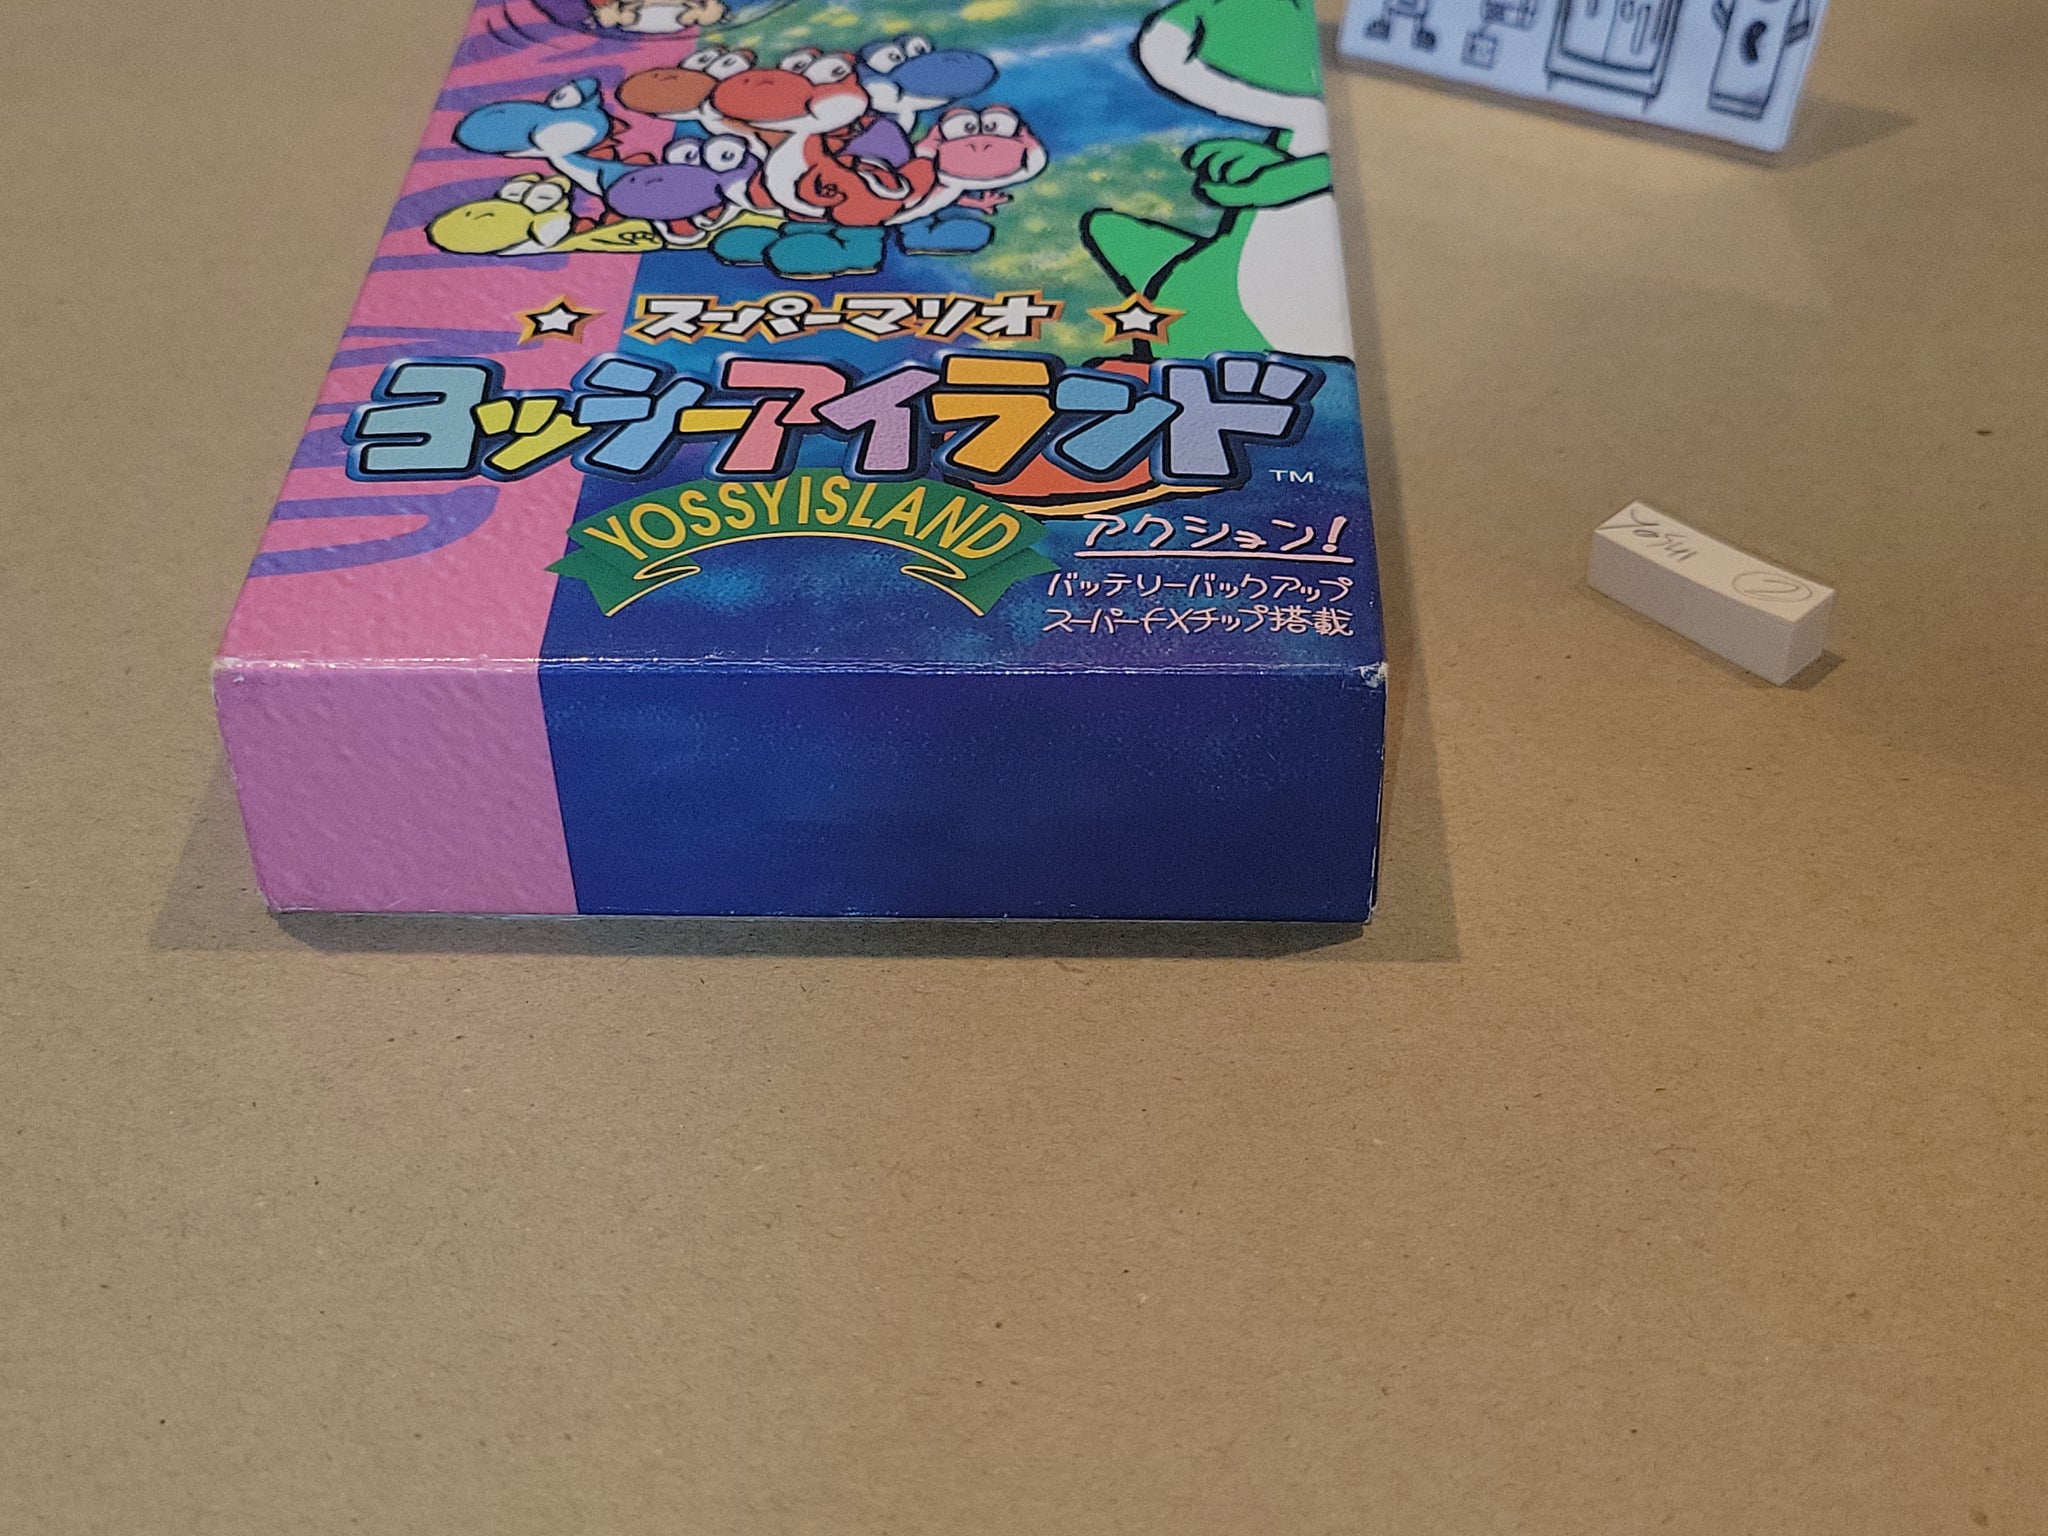 スーパーマリオ
ヨッシーアイランド
TM
YOSSY ISLAND
アクション!
バッテリーバックアップ
スーパーFXチップ搭載